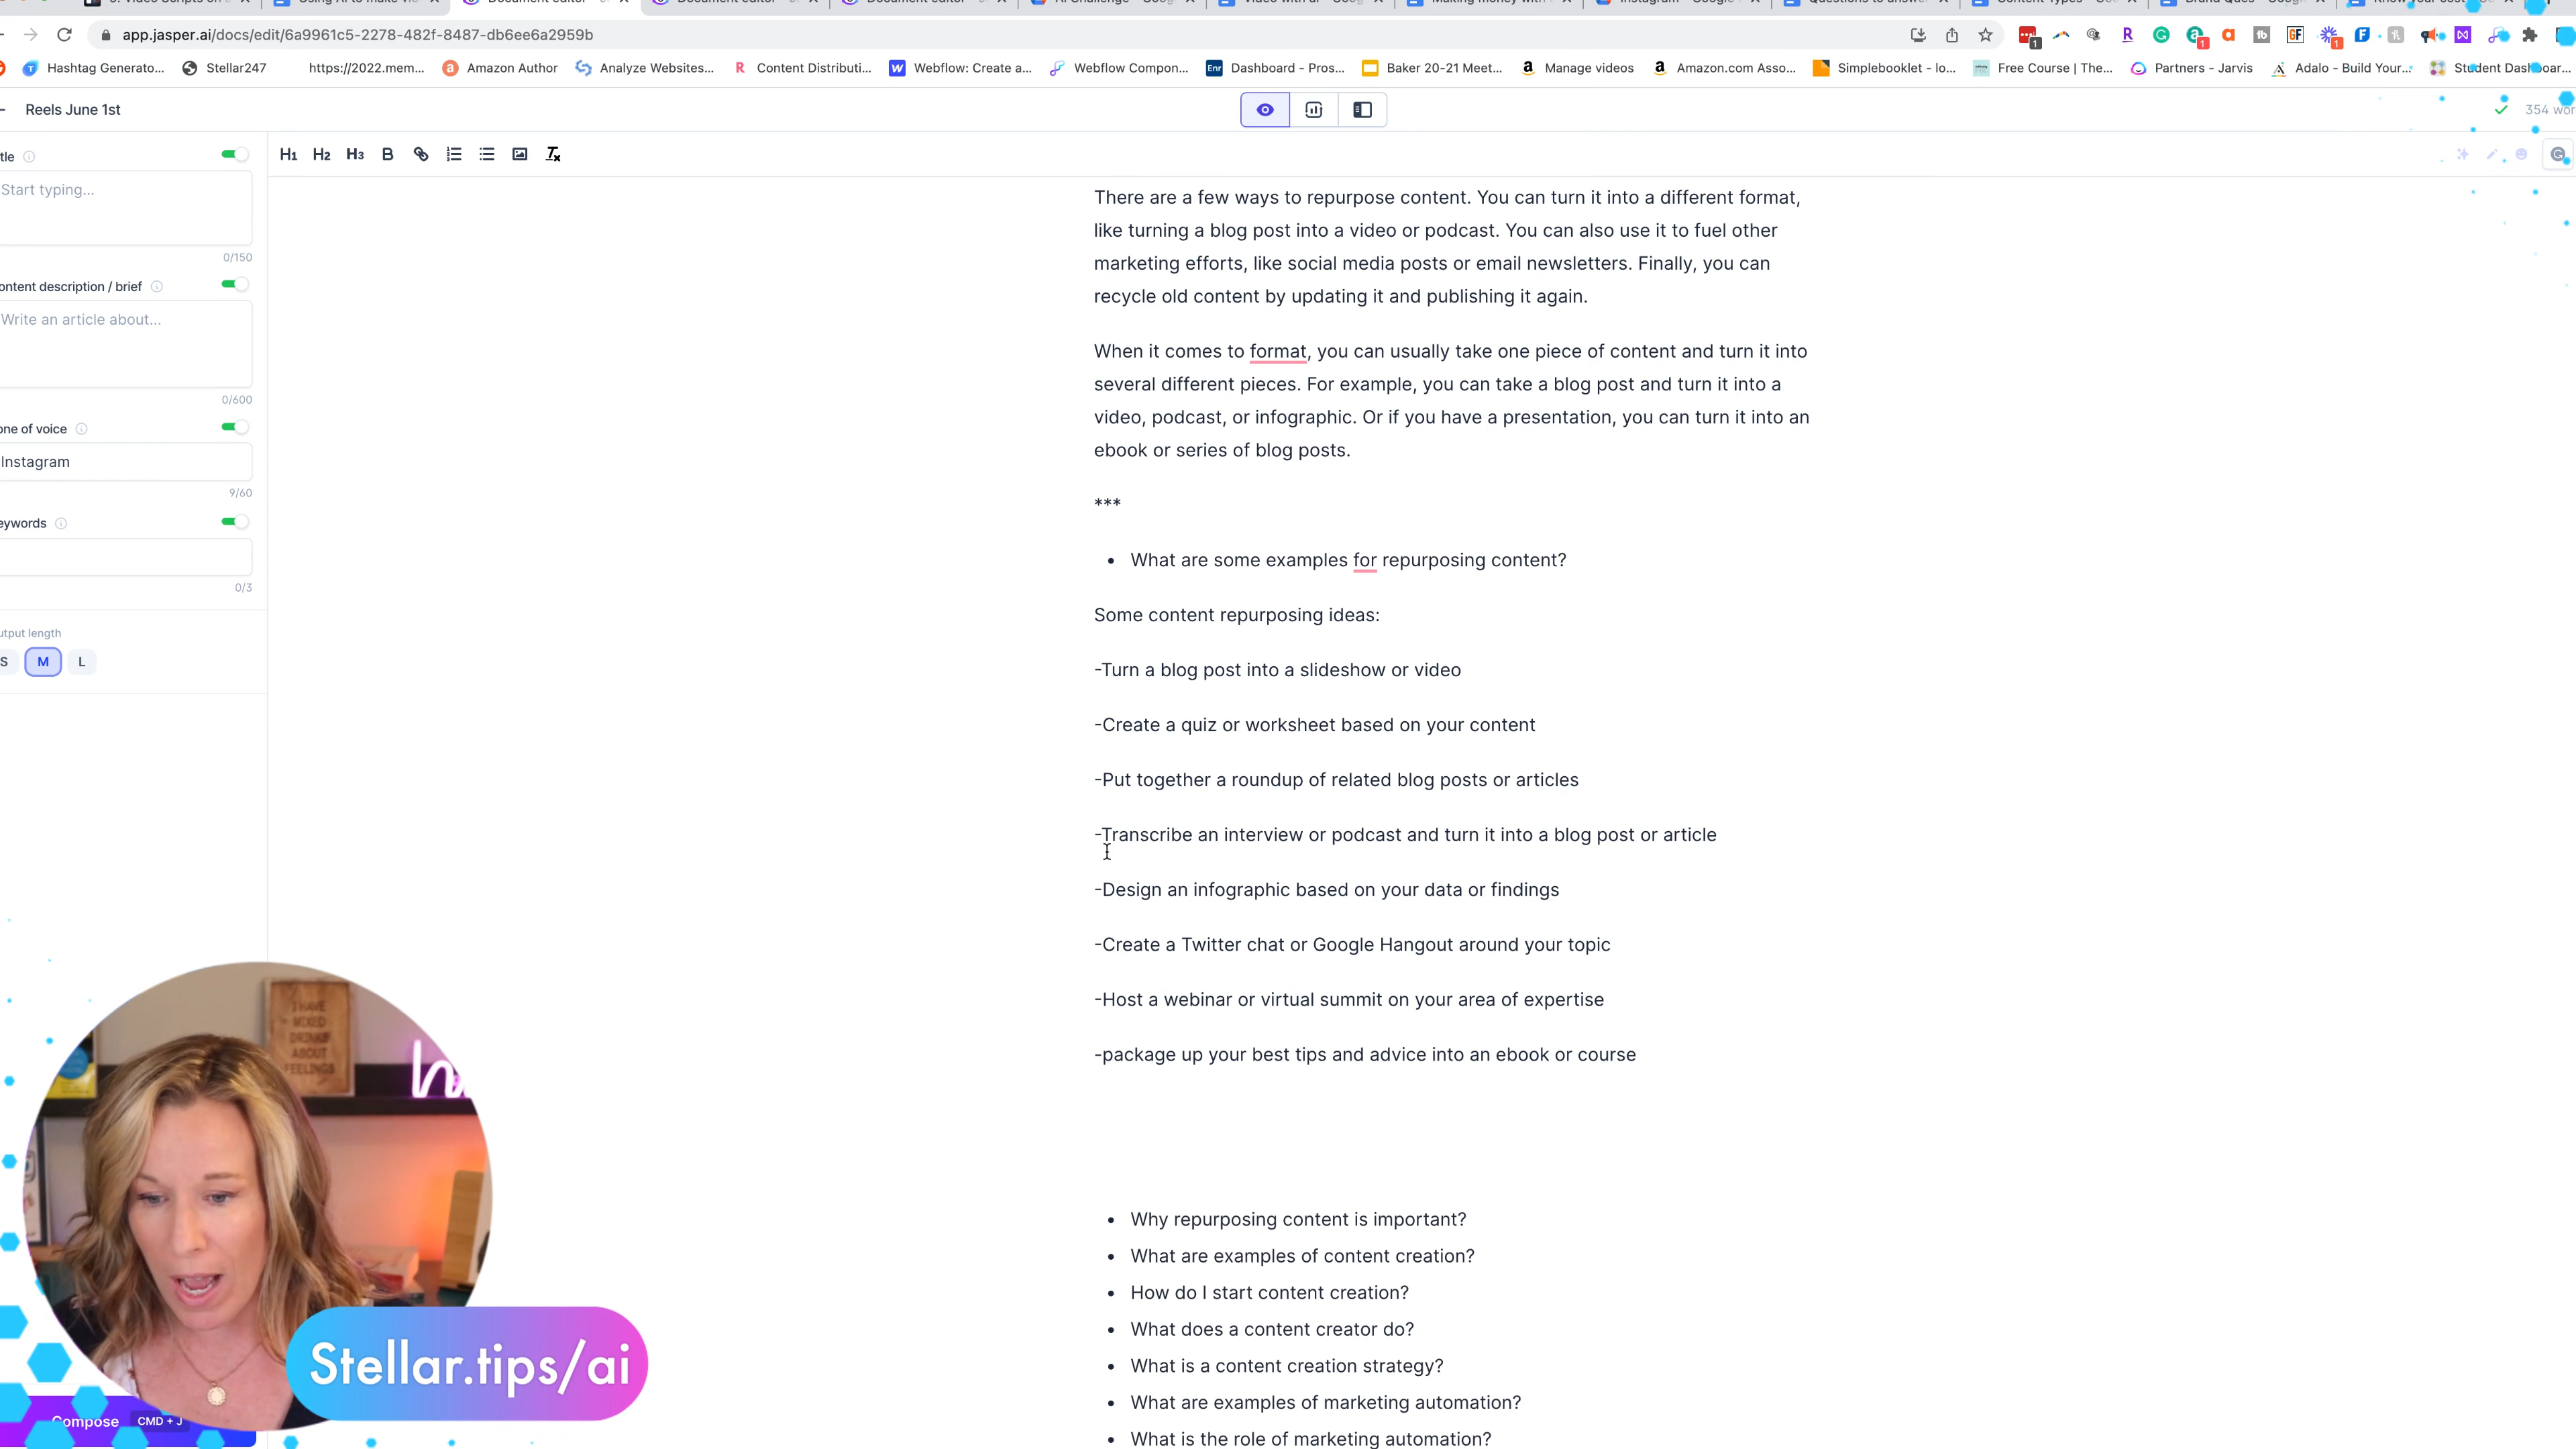 app.jasper.ai/docs/edit/6a9961c5-2278-482f-8487-db6ee6a2959b
Hashtag Generato... Stellar247 https://2022.mem... Amazon Author Analyze Websites... Content Distributi... Webflow: Create a... Webflow Compon... Dashboard - Pros... Baker 20-21 Meet... Manage videos Amazon.com Asso... Simplebooklet - lo... Free Course | The... Partners - Jarvis Adalo - Build Your... Student Dashboar...
Reels June 1st
354 wor
tle
H1 H2 H3 B
Start typing...
0/150
ontent description / brief
Write an article about...
0/600
one of voice
Instagram
9/60
eywords
0/3
utput length
S M L
There are a few ways to repurpose content. You can turn it into a different format,
like turning a blog post into a video or podcast. You can also use it to fuel other
marketing efforts, like social media posts or email newsletters. Finally, you can
recycle old content by updating it and publishing it again.
When it comes to format, you can usually take one piece of content and turn it into
several different pieces. For example, you can take a blog post and turn it into a
video, podcast, or infographic. Or if you have a presentation, you can turn it into an
ebook or series of blog posts.
***
• What are some examples for repurposing content?
Some content repurposing ideas:
-Turn a blog post into a slideshow or video
-Create a quiz or worksheet based on your content
-Put together a roundup of related blog posts or articles
-Transcribe an interview or podcast and turn it into a blog post or article
-Design an infographic based on your data or findings
-Create a Twitter chat or Google Hangout around your topic
-Host a webinar or virtual summit on your area of expertise
-package up your best tips and advice into an ebook or course
• Why repurposing content is important?
• What are examples of content creation?
• How do I start content creation?
• What does a content creator do?
• What is a content creation strategy?
• What are examples of marketing automation?
• What is the role of marketing automation?
I HAVE
MIXED
DRINKS
ABOUT
FEELINGS
Stellar.tips/ai
Compose CMD + J